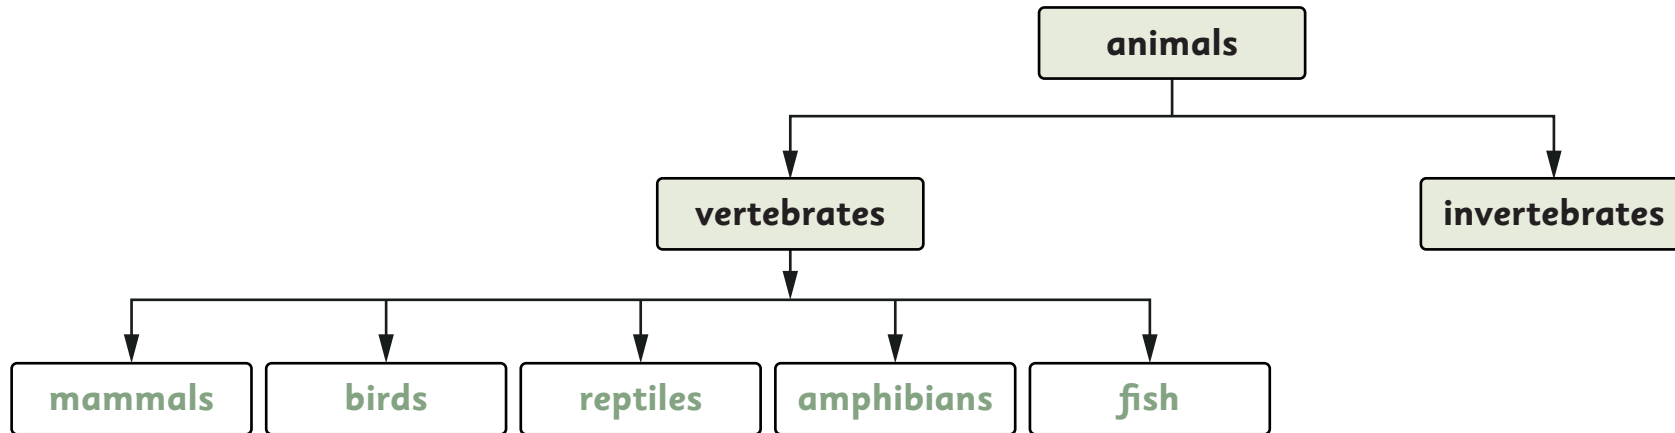 animals
vertebrates
invertebrates
mammals
birds
reptiles
amphibians
fish